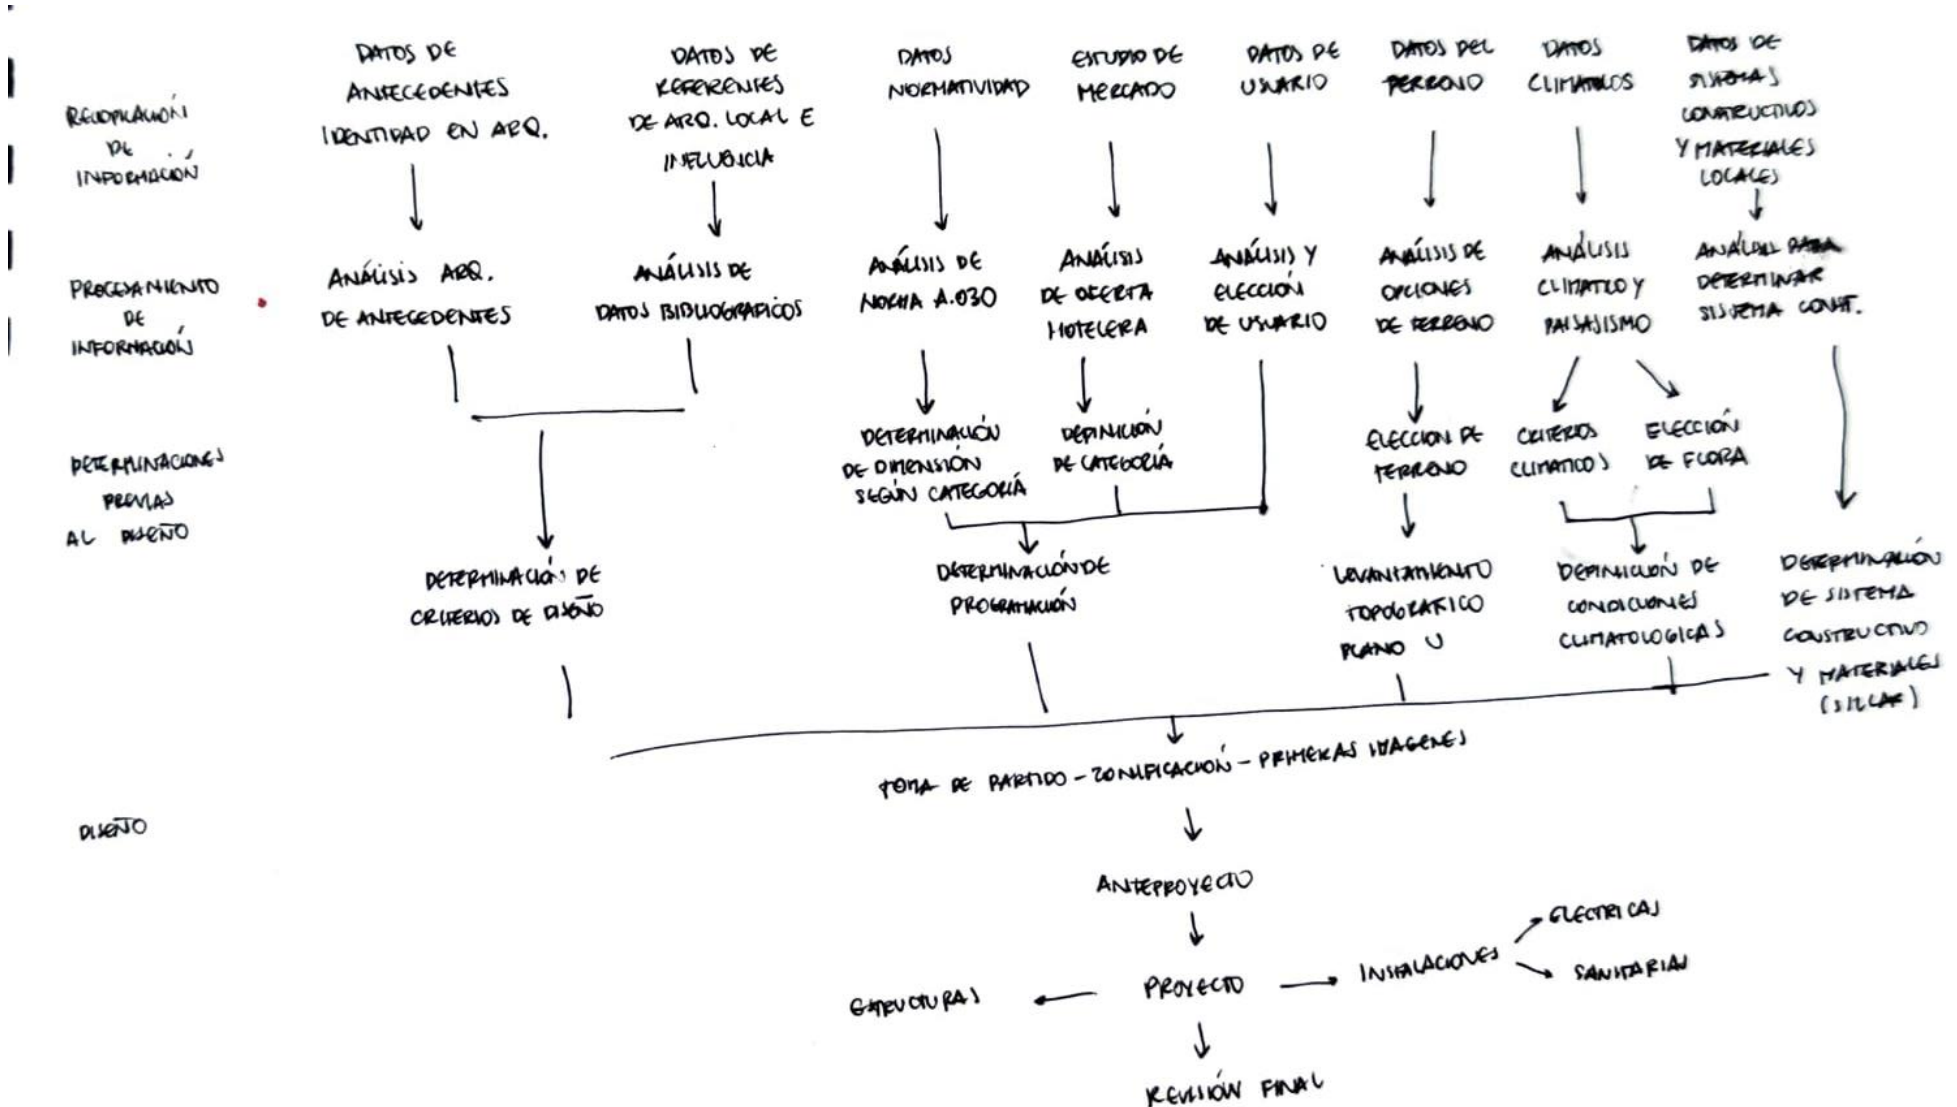 RECOPILACIÓN
DE
INFORMACIÓN
DATOS DE
ANTECEDENTES
IDENTIDAD EN ARQ.
DATOS DE
REFERENTES
DE ARQ. LOCAL E
INFLUENCIA
DATOS
NORMATIVIDAD
ESTUDIO DE
MERCADO
DATOS DE
USUARIO
DATOS DEL
TERRENO
DATOS
CLIMATICOS
DATOS DE
SISTEMAS
CONSTRUCTIVOS
Y MATERIALES
LOCALES
PROCESAMIENTO
DE
INFORMACIÓN
ANÁLISIS ARQ.
DE ANTECEDENTES
ANÁLISIS DE
DATOS BIBLIOGRAFICOS
ANÁLISIS DE
NORMA A.030
ANÁLISIS
DE OFERTA
HOTELERA
ANÁLISIS Y
ELECCIÓN
DE USUARIO
ANÁLISIS DE
OPCIONES
DE TERRENO
ANÁLISIS
CLIMATICO Y
PAISAJISMO
ANÁLISIS PARA
DETERMINAR
SISTEMA CONST.
DETERMINACIONES
PREVIAS
AL DISEÑO
DETERMINACIÓN
DE DIMENSIÓN
SEGÚN CATEGORÍA
DEFINICIÓN
DE CATEGORÍA
ELECCION DE
TERRENO
CRITERIOS
CLIMATICOS
ELECCIÓN
DE FLORA
DETERMINACIÓN DE
CRITERIOS DE DISEÑO
DETERMINACIÓN DE
PROGRAMACIÓN
LEVANTAMIENTO
TOPOGRAFICO
PLANO U
DEFINICIÓN DE
CONDICIONES
CLIMATOLOGICAS
DETERMINACIÓN
DE SISTEMA
CONSTRUCTIVO
Y MATERIALES
(SILLAR)
TOMA DE PARTIDO - ZONIFICACIÓN - PRIMERAS IMAGENES
DISEÑO
ANTEPROYECTO
ESTRUCTURAS
PROYECTO
INSTALACIONES
ELECTRICAS
SANITARIAS
REVISIÓN FINAL